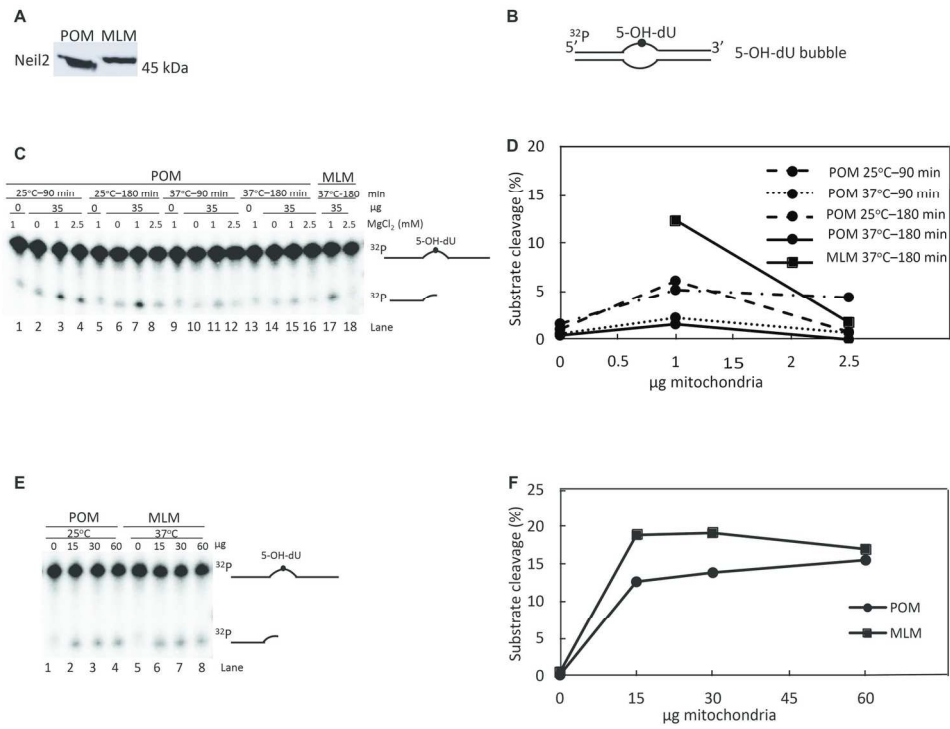 A
POM MLM
Neil2
45 kDa
B
³²P
5-OH-dU
5’ 3’
5-OH-dU bubble
C
POM MLM
25°C–90 min 25°C–180 min 37°C–90 min 37°C–180 min 37°C-180 min
0 35 0 35 0 35 0 35 35 µg
1 0 1 2.5 1 0 1 2.5 1 0 1 2.5 1 0 1 2.5 1 2.5 MgCl₂ (mM)
5-OH-dU
³²P
³²P
1 2 3 4 5 6 7 8 9 10 11 12 13 14 15 16 17 18 Lane
D
Substrate cleavage (%)
20
15
10
5
0
0 0.5 1 1.5 2 2.5
µg mitochondria
POM 25°C–90 min
POM 37°C–90 min
POM 25°C–180 min
POM 37°C–180 min
MLM 37°C–180 min
E
POM MLM
25°C 37°C
0 15 30 60 0 15 30 60 µg
5-OH-dU
³²P
³²P
1 2 3 4 5 6 7 8 Lane
F
Substrate cleavage (%)
25
20
15
10
5
0
0 15 30 45 60
µg mitochondria
POM
MLM